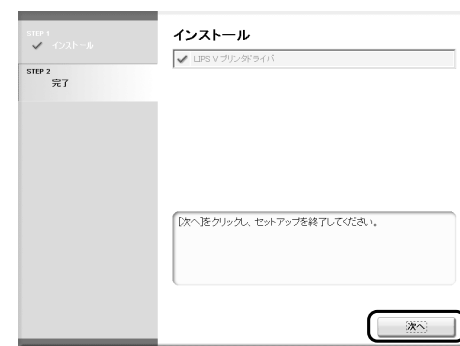 STEP 1
インストール
STEP 2
完了
インストール
LIPS V プリンタドライバ
[次へ]をクリックし、セットアップを終了してください。
次へ